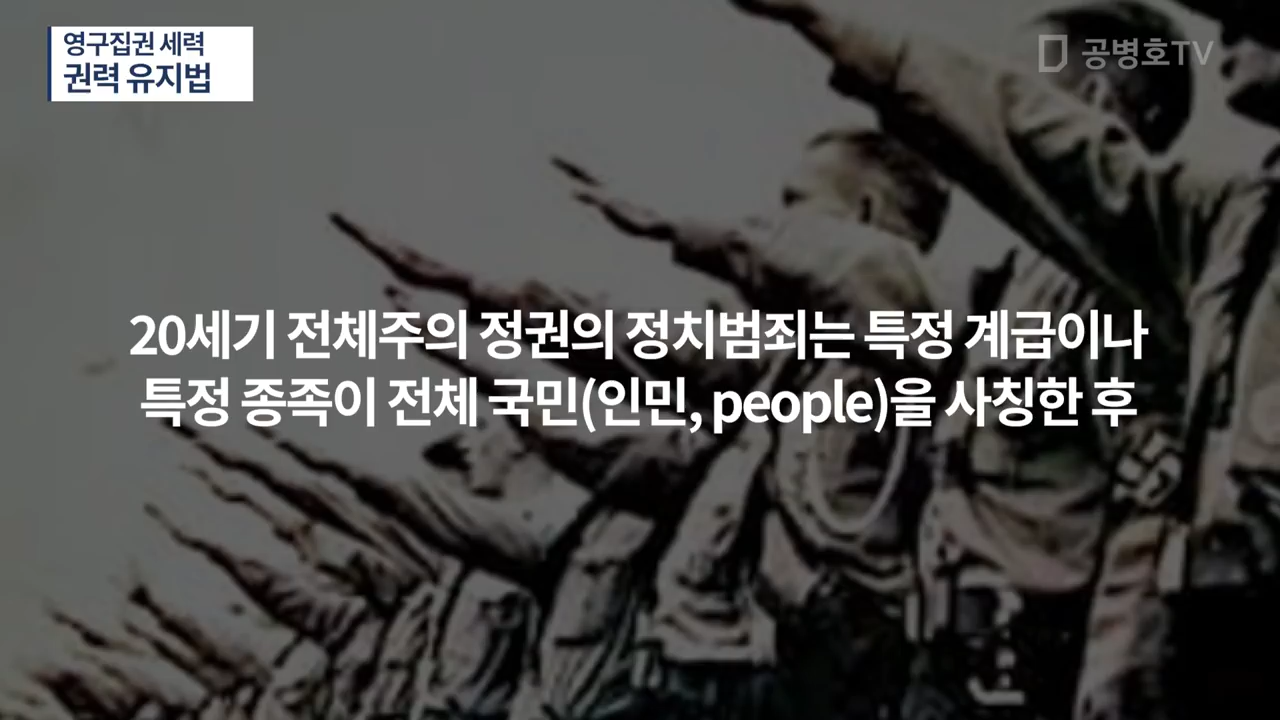 영구집권 세력
권력 유지법
공병호TV
20세기 전체주의 정권의 정치범죄는 특정 계급이나
특정 종족이 전체 국민(인민, people)을 사칭한 후